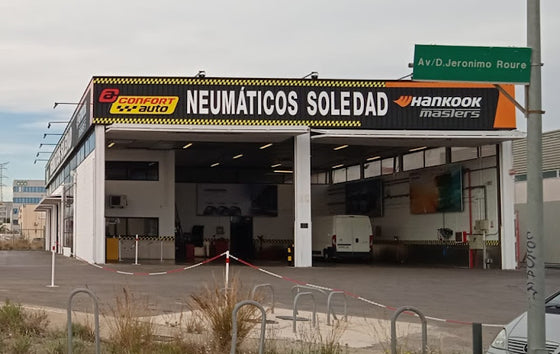 Av/D.Jeronimo Roure
CONFORT
auto
NEUMÁTICOS SOLEDAD
HANKOOK
masters